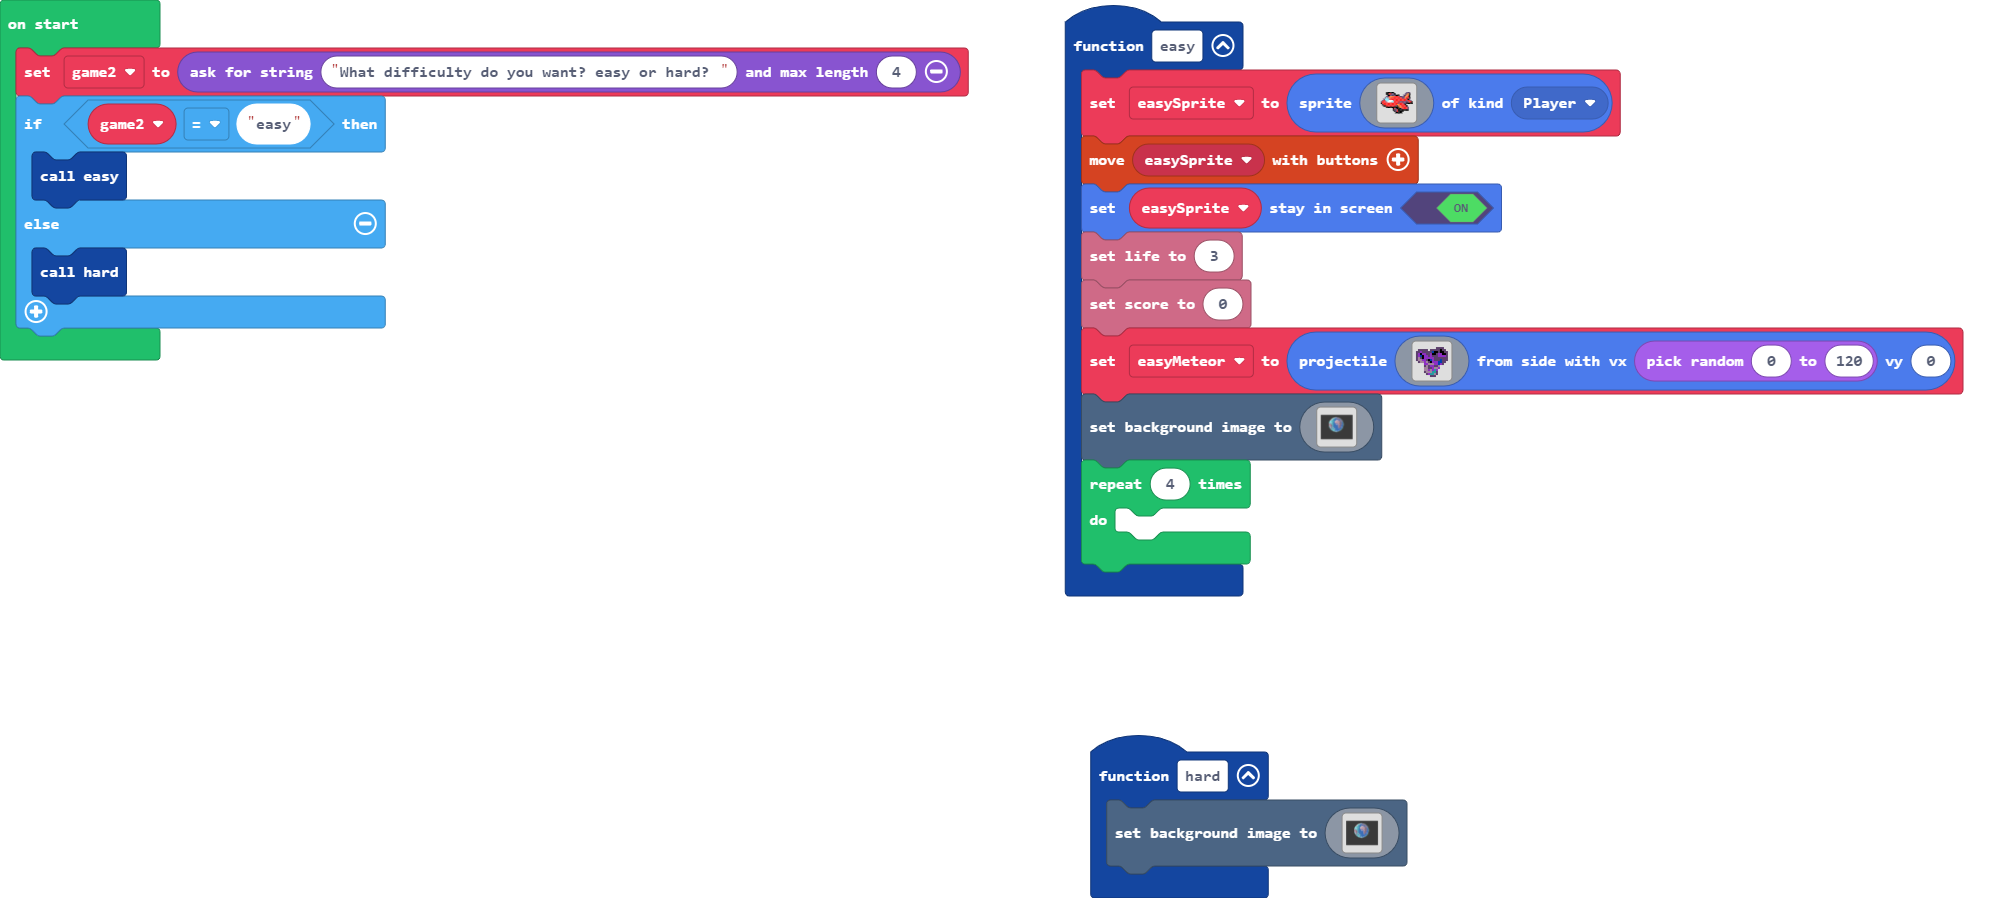 on start
set game2 to ask for string "What difficulty do you want? easy or hard? " and max length 4
if game2 = "easy" then
call easy
else
call hard
function easy
set easySprite to sprite of kind Player
move easySprite with buttons
set easySprite stay in screen ON
set life to 3
set score to 0
set easyMeteor to projectile from side with vx pick random 0 to 120 vy 0
set background image to
repeat 4 times
do
function hard
set background image to